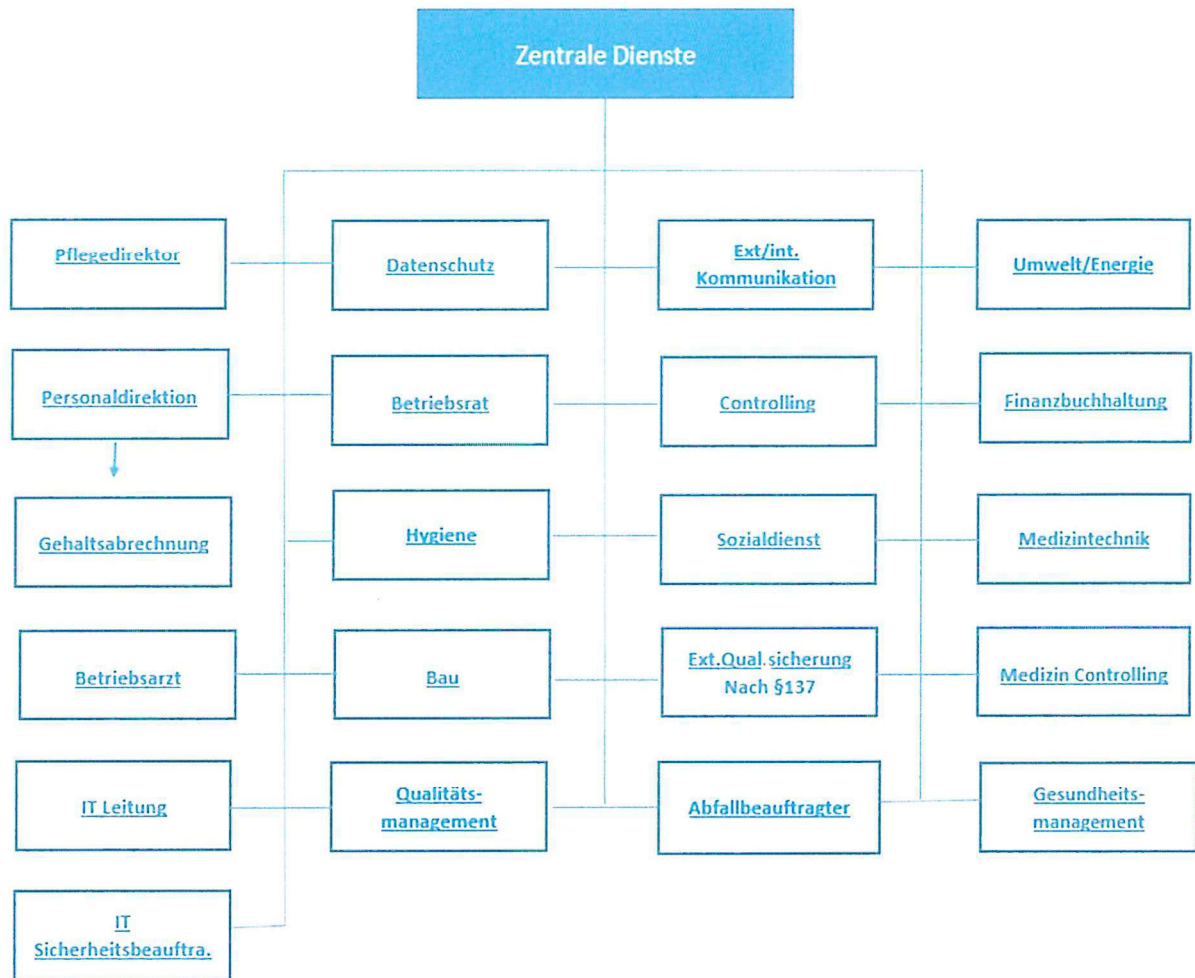 Zentrale Dienste
Pflegedirektor
Datenschutz
Ext/int.
Kommunikation
Umwelt/Energie
Personaldirektion
Betriebsrat
Controlling
Finanzbuchhaltung
Gehaltsabrechnung
Hygiene
Sozialdienst
Medizintechnik
Betriebsarzt
Bau
Ext.Qual.sicherung
Nach §137
Medizin Controlling
IT Leitung
Qualitäts-
management
Abfallbeauftragter
Gesundheits-
management
IT
Sicherheitsbeauftra.